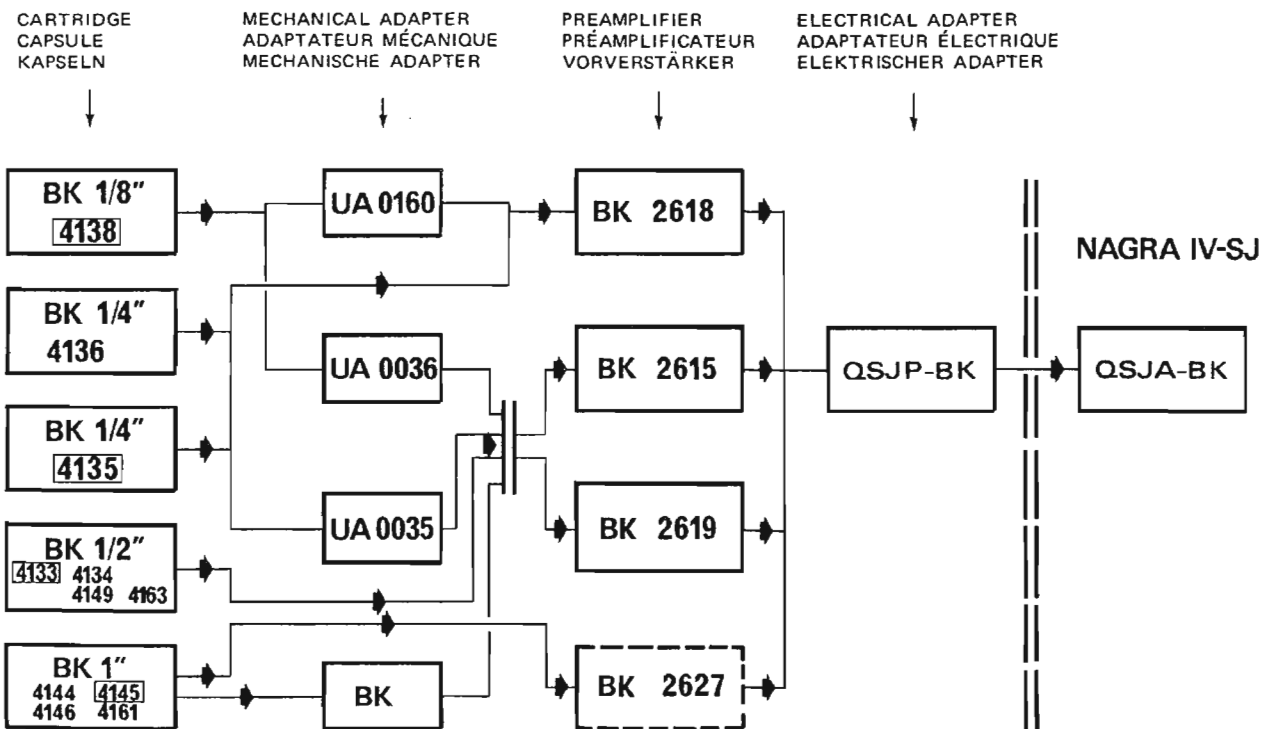 CARTRIDGE
CAPSULE
KAPSELN
MECHANICAL ADAPTER
ADAPTATEUR MÉCANIQUE
MECHANISCHE ADAPTER
PREAMPLIFIER
PRÉAMPLIFICATEUR
VORVERSTÄRKER
ELECTRICAL ADAPTER
ADAPTATEUR ÉLECTRIQUE
ELEKTRISCHER ADAPTER
BK 1/8"
4138
BK 1/4"
4136
BK 1/4"
4135
BK 1/2"
4133 4134
4149 4163
BK 1"
4144 4145
4146 4161
UA 0160
UA 0036
UA 0035
BK
BK 2618
BK 2615
BK 2619
BK 2627
QSJP-BK
NAGRA IV-SJ
QSJA-BK